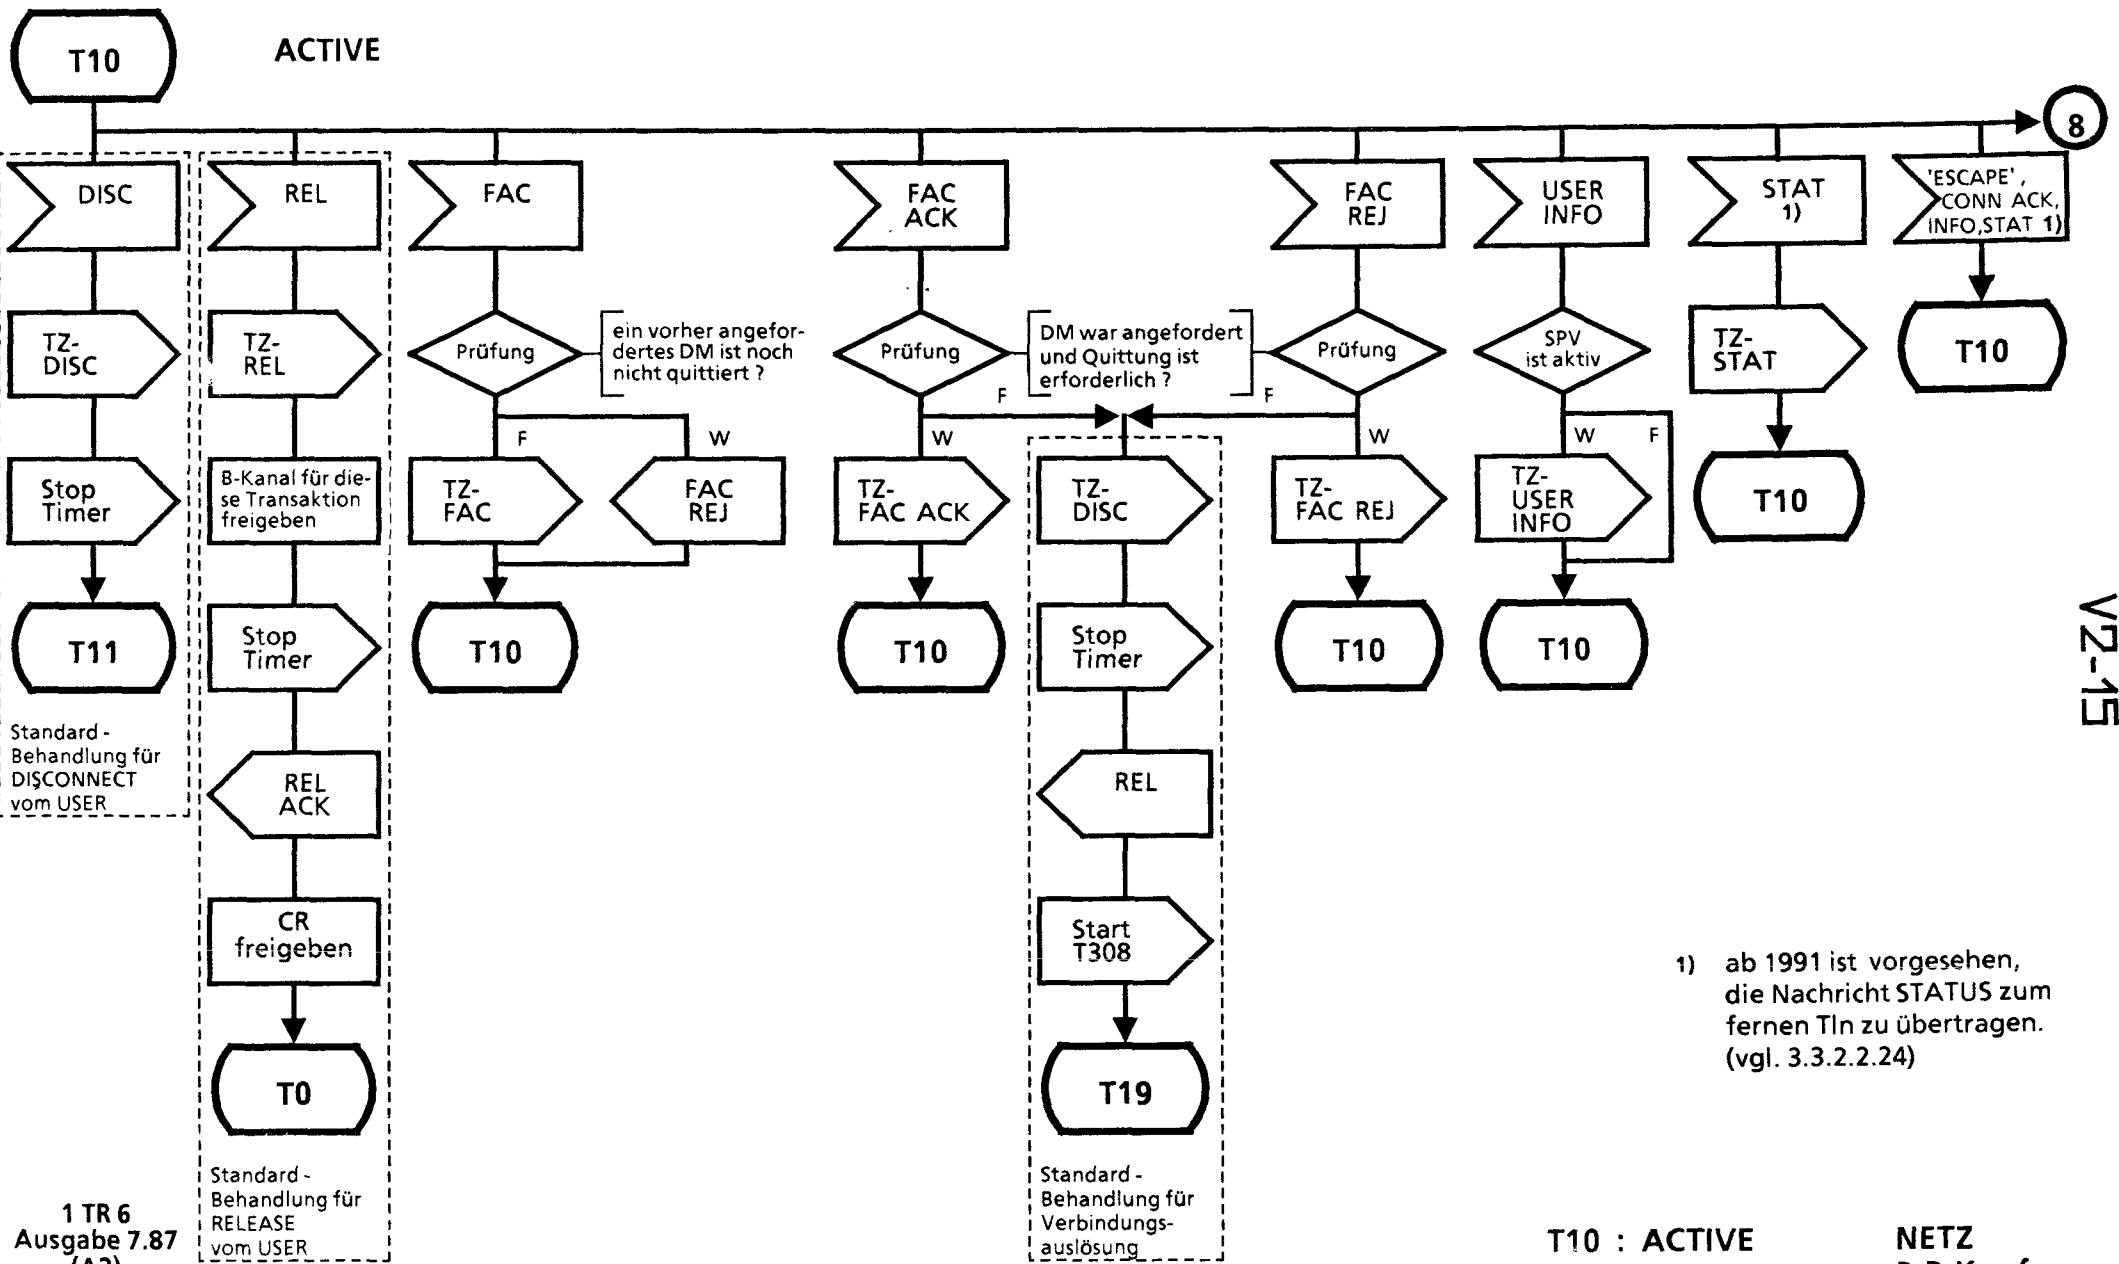 T10
ACTIVE
8
DISC
REL
FAC
FAC
ACK
FAC
REJ
USER
INFO
STAT
1)
'ESCAPE',
CONN ACK,
INFO,STAT 1)
TZ-
DISC
TZ-
REL
Prüfung
ein vorher angefor-
dertes DM ist noch
nicht quittiert ?
Prüfung
DM war angefordert
und Quittung ist
erforderlich ?
Prüfung
SPV
ist aktiv
TZ-
STAT
T10
F
F
F
W
W
W
W
F
Stop
Timer
B-Kanal für die-
se Transaktion
freigeben
TZ-
FAC
FAC
REJ
TZ-
FAC ACK
TZ-
DISC
TZ-
FAC REJ
TZ-
USER
INFO
T10
T11
Stop
Timer
T10
T10
Stop
Timer
T10
T10
V2-15
Standard -
Behandlung für
DISCONNECT
vom USER
REL
ACK
REL
CR
freigeben
Start
T308
1) ab 1991 ist vorgesehen,
die Nachricht STATUS zum
fernen Tln zu übertragen.
(vgl. 3.3.2.2.24)
T0
T19
Standard -
Behandlung für
RELEASE
vom USER
Standard -
Behandlung für
Verbindungs-
auslösung
1 TR 6
Ausgabe 7.87
T10 : ACTIVE
NETZ